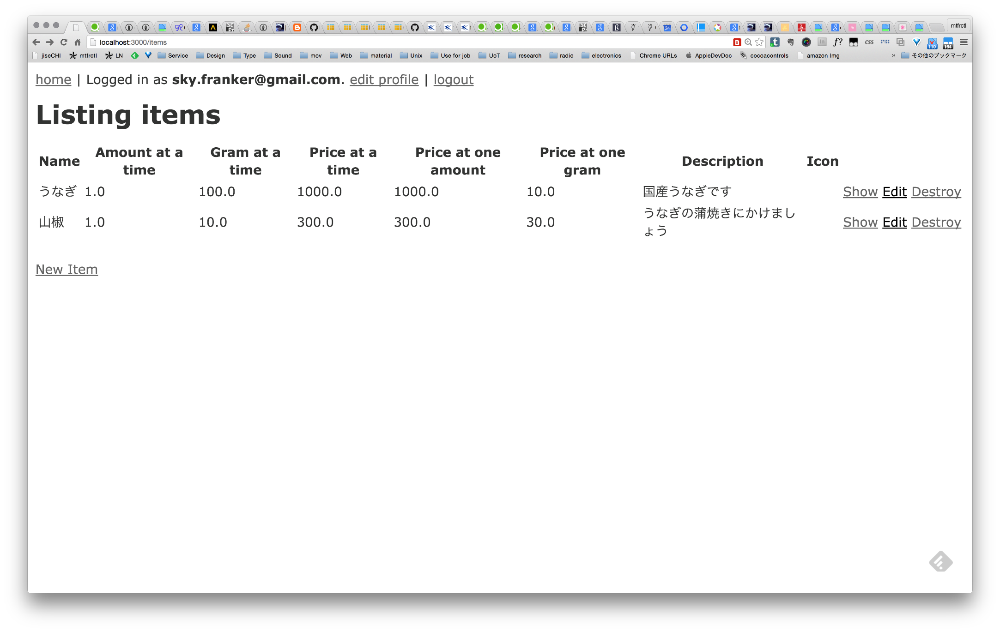 mtfrctl
localhost:3000/items
110 164
jiseCHI mtfrctl LN Service Design Type Sound mov Web material Unix Use for job UoT research radio electronics Chrome URLs AppleDevDoc cocoacontrols amazon Img » その他のブックマーク
home | Logged in as sky.franker@gmail.com. edit profile | logout
Listing items
Name Amount at a time Gram at a time Price at a time Price at one amount Price at one gram Description Icon
うなぎ 1.0 100.0 1000.0 1000.0 10.0 国産うなぎです Show Edit Destroy
山椒 1.0 10.0 300.0 300.0 30.0 うなぎの蒲焼きにかけまし
ょう Show Edit Destroy
New Item